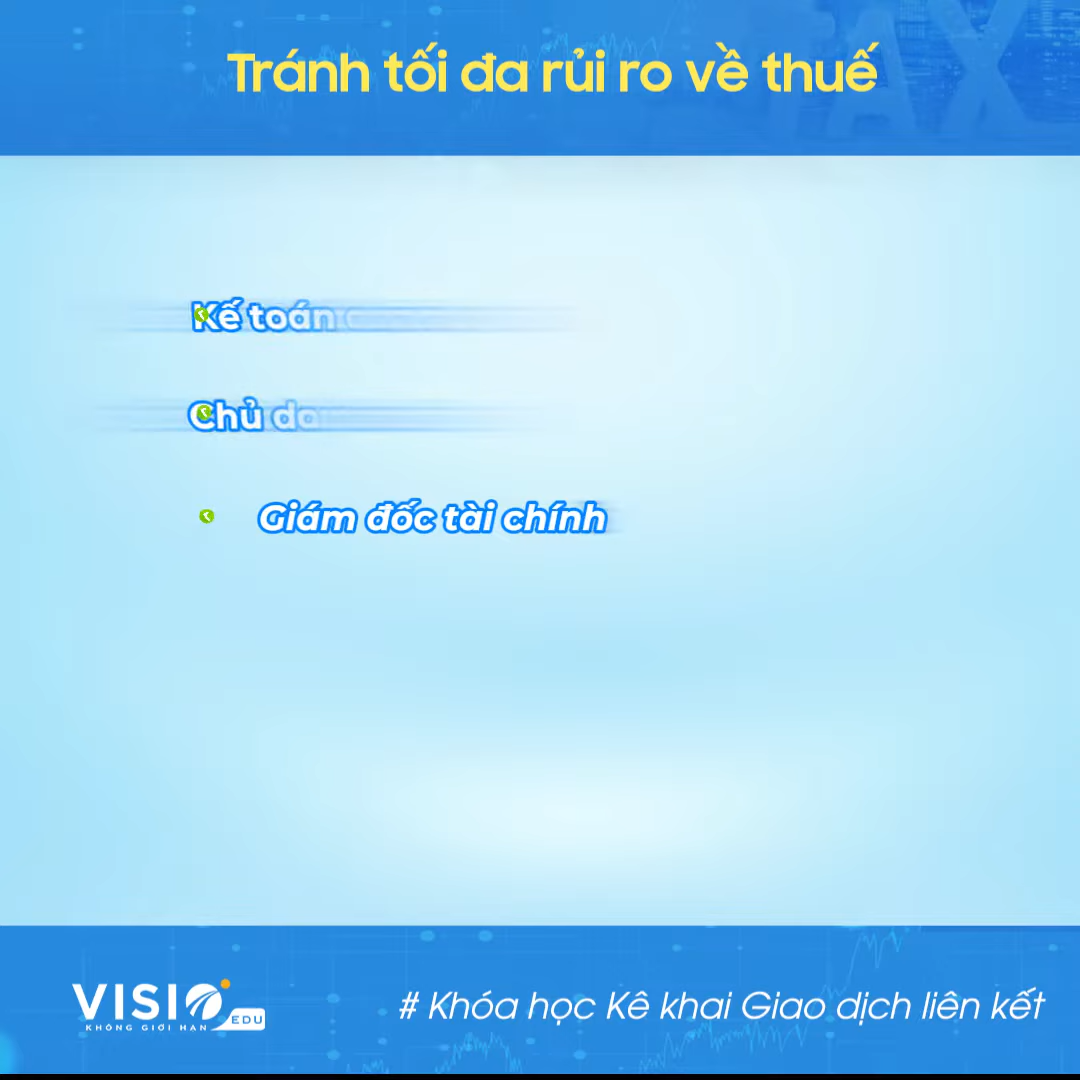 Tránh tối đa rủi ro về thuế
TAX
Kế toán
Chủ
Giám đốc tài chính
VISIO EDU
KHÔNG GIỚI HẠN
# Khóa học Kê khai Giao dịch liên kết